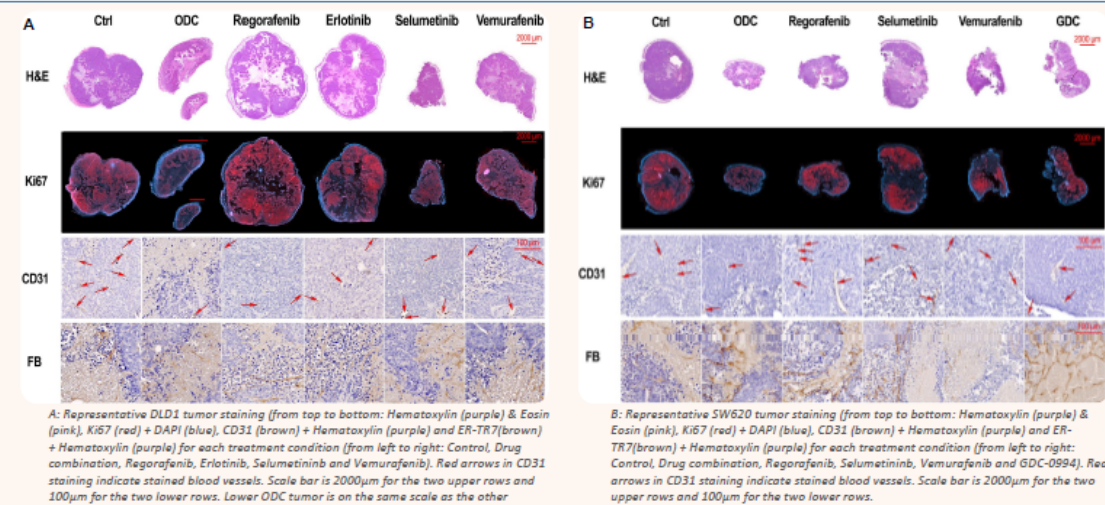 A
Ctrl ODC Regorafenib Erlotinib Selumetinib Vemurafenib
2000 µm
H&E
2000 µm
Ki67
100 µm
CD31
FB
A: Representative DLD1 tumor staining (from top to bottom: Hematoxylin (purple) & Eosin
(pink), Ki67 (red) + DAPI (blue), CD31 (brown) + Hematoxylin (purple) and ER-TR7(brown)
+ Hematoxylin (purple) for each treatment condition (from left to right: Control, Drug
combination, Regorafenib, Erlotinib, Selumetininb and Vemurafenib). Red arrows in CD31
staining indicate stained blood vessels. Scale bar is 2000µm for the two upper rows and
100µm for the two lower rows. Lower ODC tumor is on the same scale as the other
B
Ctrl ODC Regorafenib Selumetinib Vemurafenib GDC
2000 µm
H&E
2000 µm
Ki67
100 µm
CD31
100 µm
FB
B: Representative SW620 tumor staining (from top to bottom: Hematoxylin (purple) &
Eosin (pink), Ki67 (red) + DAPI (blue), CD31 (brown) + Hematoxylin (purple) and ER-
TR7(brown) + Hematoxylin (purple) for each treatment condition (from left to right:
Control, Drug combination, Regorafenib, Selumetininb, Vemurafenib and GDC-0994). Red
arrows in CD31 staining indicate stained blood vessels. Scale bar is 2000µm for the two
upper rows and 100µm for the two lower rows.